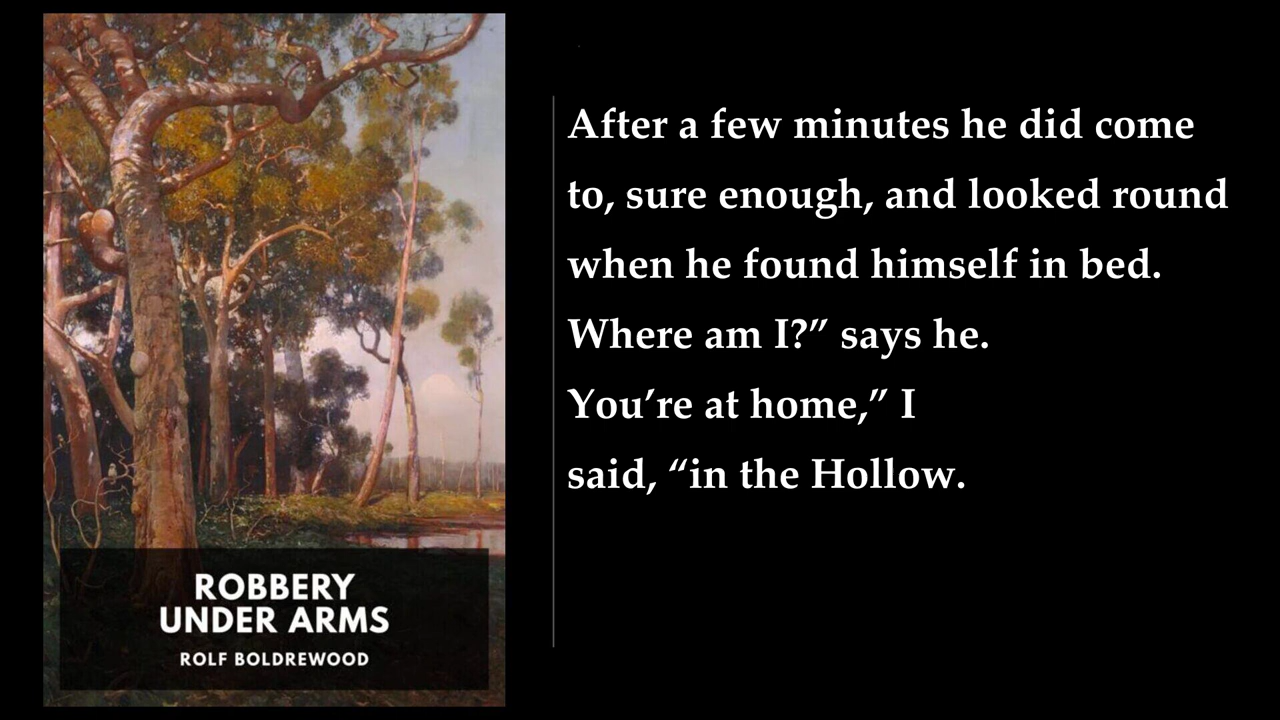 ROBBERY
UNDER ARMS
ROLF BOLDREWOOD
After a few minutes he did come
to, sure enough, and looked round
when he found himself in bed.
Where am I?” says he.
You’re at home,” I
said, “in the Hollow.